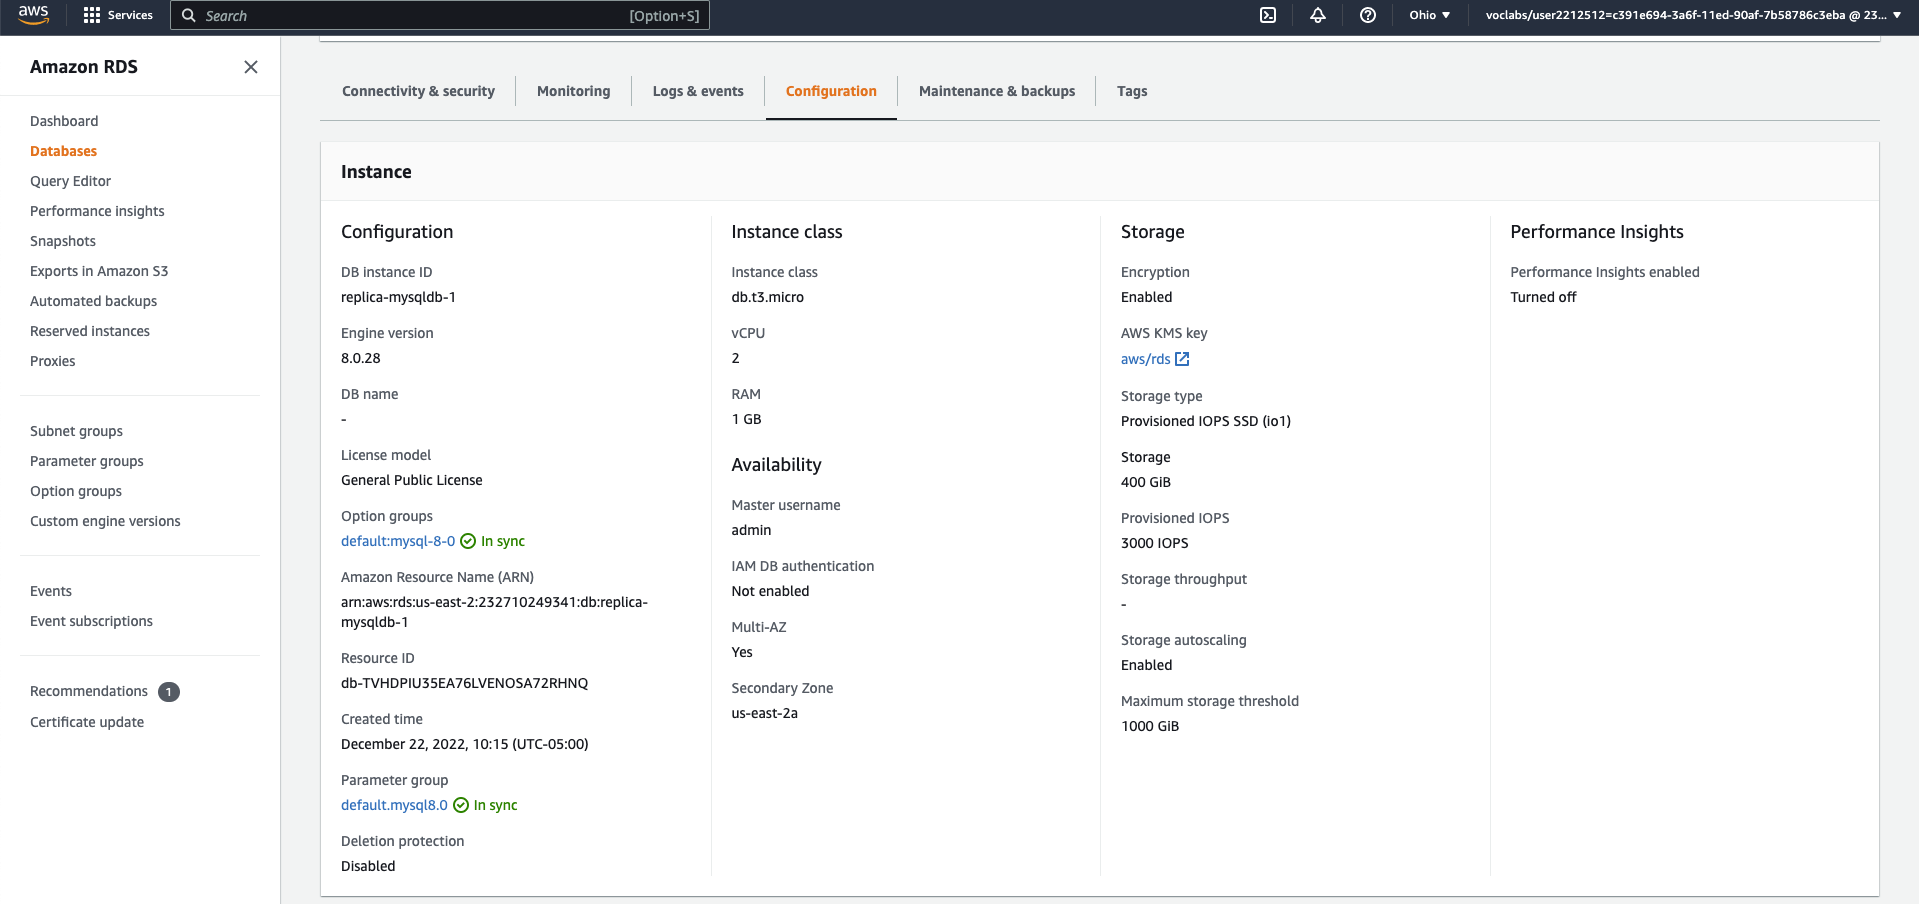 aws
Services
Search
[Option+S]
Ohio
voclabs/user2212512=c391e694-3a6f-11ed-90af-7b58786c3eba @ 23...
Amazon RDS
Dashboard
Databases
Query Editor
Performance insights
Snapshots
Exports in Amazon S3
Automated backups
Reserved instances
Proxies
Subnet groups
Parameter groups
Option groups
Custom engine versions
Events
Event subscriptions
Recommendations 1
Certificate update
Connectivity & security
Monitoring
Logs & events
Configuration
Maintenance & backups
Tags
Instance
Configuration
DB instance ID
replica-mysqldb-1
Engine version
8.0.28
DB name
-
License model
General Public License
Option groups
default:mysql-8-0 In sync
Amazon Resource Name (ARN)
arn:aws:rds:us-east-2:232710249341:db:replica-
mysqldb-1
Resource ID
db-TVHDPIU35EA76LVENOSA72RHNQ
Created time
December 22, 2022, 10:15 (UTC-05:00)
Parameter group
default.mysql8.0 In sync
Deletion protection
Disabled
Instance class
Instance class
db.t3.micro
vCPU
2
RAM
1 GB
Availability
Master username
admin
IAM DB authentication
Not enabled
Multi-AZ
Yes
Secondary Zone
us-east-2a
Storage
Encryption
Enabled
AWS KMS key
aws/rds
Storage type
Provisioned IOPS SSD (io1)
Storage
400 GiB
Provisioned IOPS
3000 IOPS
Storage throughput
-
Storage autoscaling
Enabled
Maximum storage threshold
1000 GiB
Performance Insights
Performance Insights enabled
Turned off